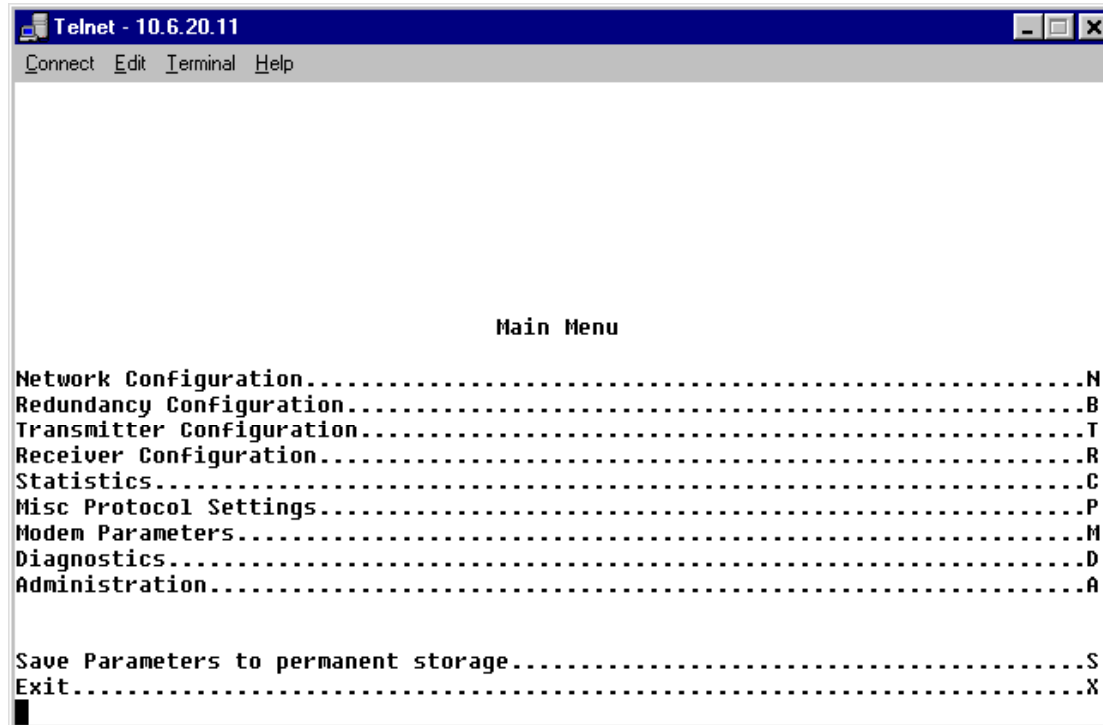 Telnet - 10.6.20.11
Connect Edit Terminal Help
Main Menu
Network Configuration.........................................................N
Redundancy Configuration......................................................B
Transmitter Configuration.....................................................T
Receiver Configuration........................................................R
Statistics....................................................................C
Misc Protocol Settings........................................................P
Modem Parameters..............................................................M
Diagnostics...................................................................D
Administration................................................................A
Save Parameters to permanent storage..........................................S
Exit..........................................................................X